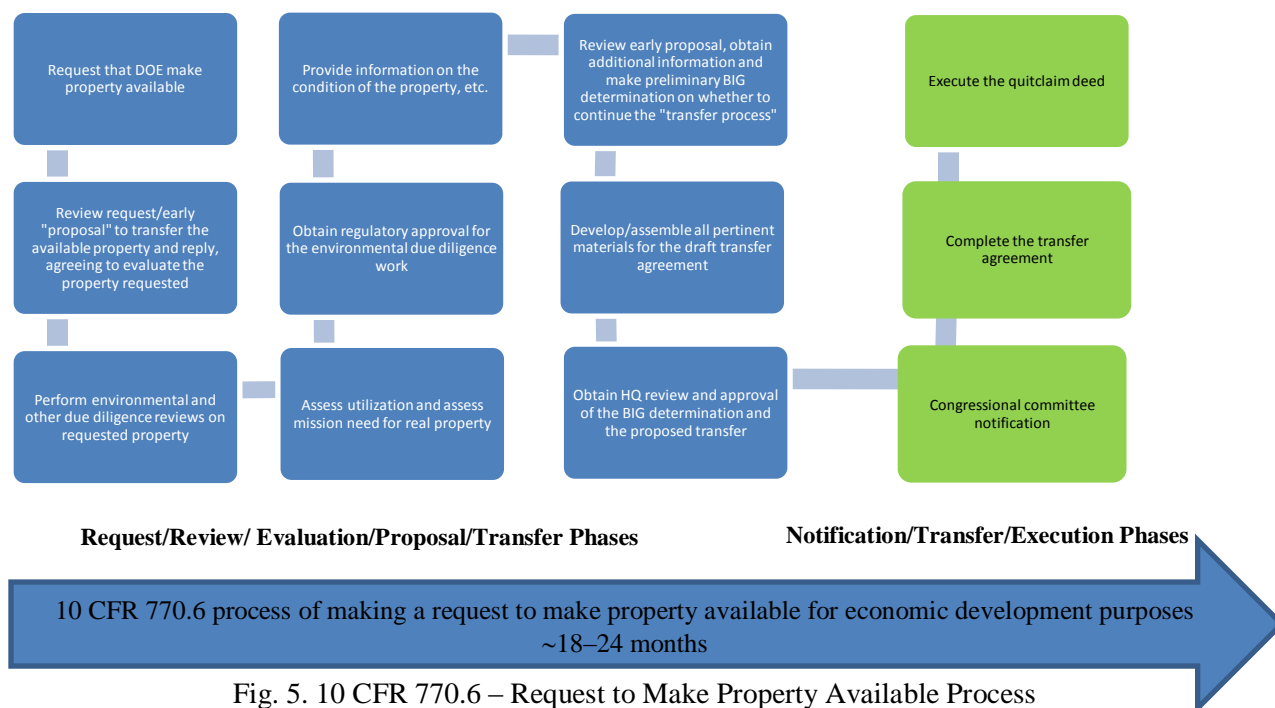 Request that DOE make
property available
Review request/early
"proposal" to transfer the
available property and reply,
agreeing to evaluate the
property requested
Perform environmental and
other due diligence reviews on
requested property
Assess utilization and assess
mission need for real property
Obtain regulatory approval for
the environmental due diligence
work
Provide information on the
condition of the property, etc.
Review early proposal, obtain
additional information and
make preliminary BIG
determination on whether to
continue the "transfer process"
Develop/assemble all pertinent
materials for the draft transfer
agreement
Obtain HQ review and approval
of the BIG determination and
the proposed transfer
Congressional committee
notification
Complete the transfer
agreement
Execute the quitclaim deed
Request/Review/ Evaluation/Proposal/Transfer Phases
Notification/Transfer/Execution Phases
10 CFR 770.6 process of making a request to make property available for economic development purposes
~18–24 months
Fig. 5. 10 CFR 770.6 – Request to Make Property Available Process